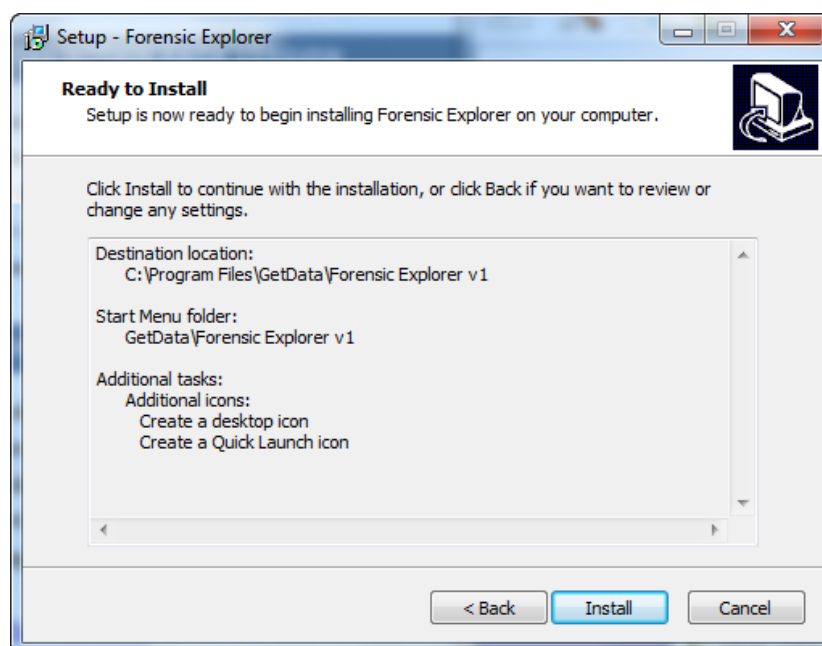 Setup - Forensic Explorer
Ready to Install
Setup is now ready to begin installing Forensic Explorer on your computer.
Click Install to continue with the installation, or click Back if you want to review or
change any settings.
Destination location:
C:\Program Files\GetData\Forensic Explorer v1
Start Menu folder:
GetData\Forensic Explorer v1
Additional tasks:
Additional icons:
Create a desktop icon
Create a Quick Launch icon
< Back Install Cancel